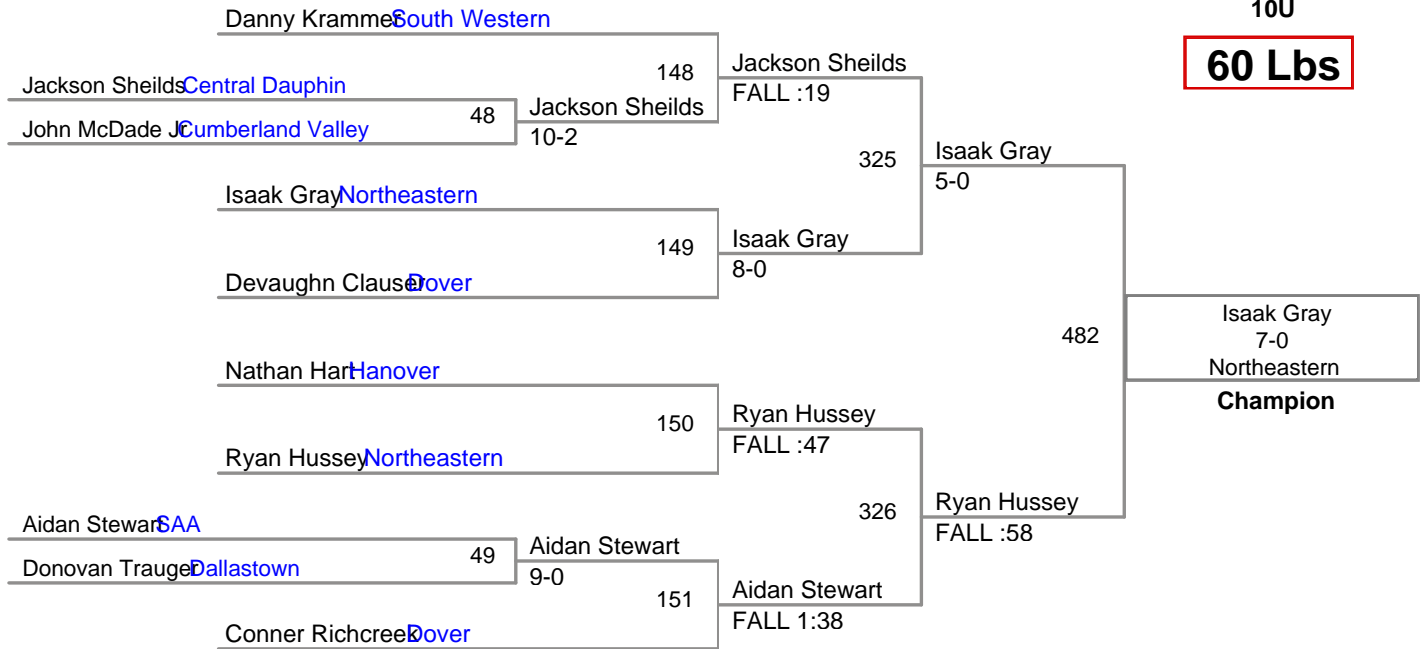 10U
60 Lbs
Danny Krammer South Western
148
Jackson Sheilds
FALL :19
Jackson Sheilds Central Dauphin
48
Jackson Sheilds
10-2
John McDade Jr Cumberland Valley
325
Isaak Gray
5-0
Isaak Gray Northeastern
149
Isaak Gray
8-0
Devaughn Clauser Dover
482
Isaak Gray
7-0
Northeastern
Champion
Nathan Hart Hanover
150
Ryan Hussey
FALL :47
Ryan Hussey Northeastern
326
Ryan Hussey
FALL :58
Aidan Stewart SAA
49
Aidan Stewart
9-0
Donovan Trauger Dallastown
151
Aidan Stewart
FALL 1:38
Conner Richcreek Dover